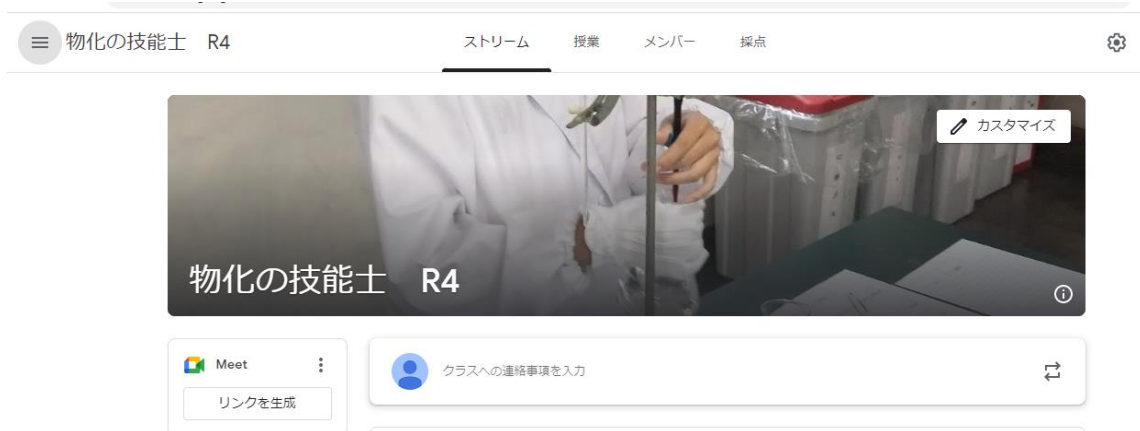 物化の技能士 R4
ストリーム 授業 メンバー 採点
カスタマイズ
物化の技能士 R4
Meet
クラスへの連絡事項を入力
リンクを生成